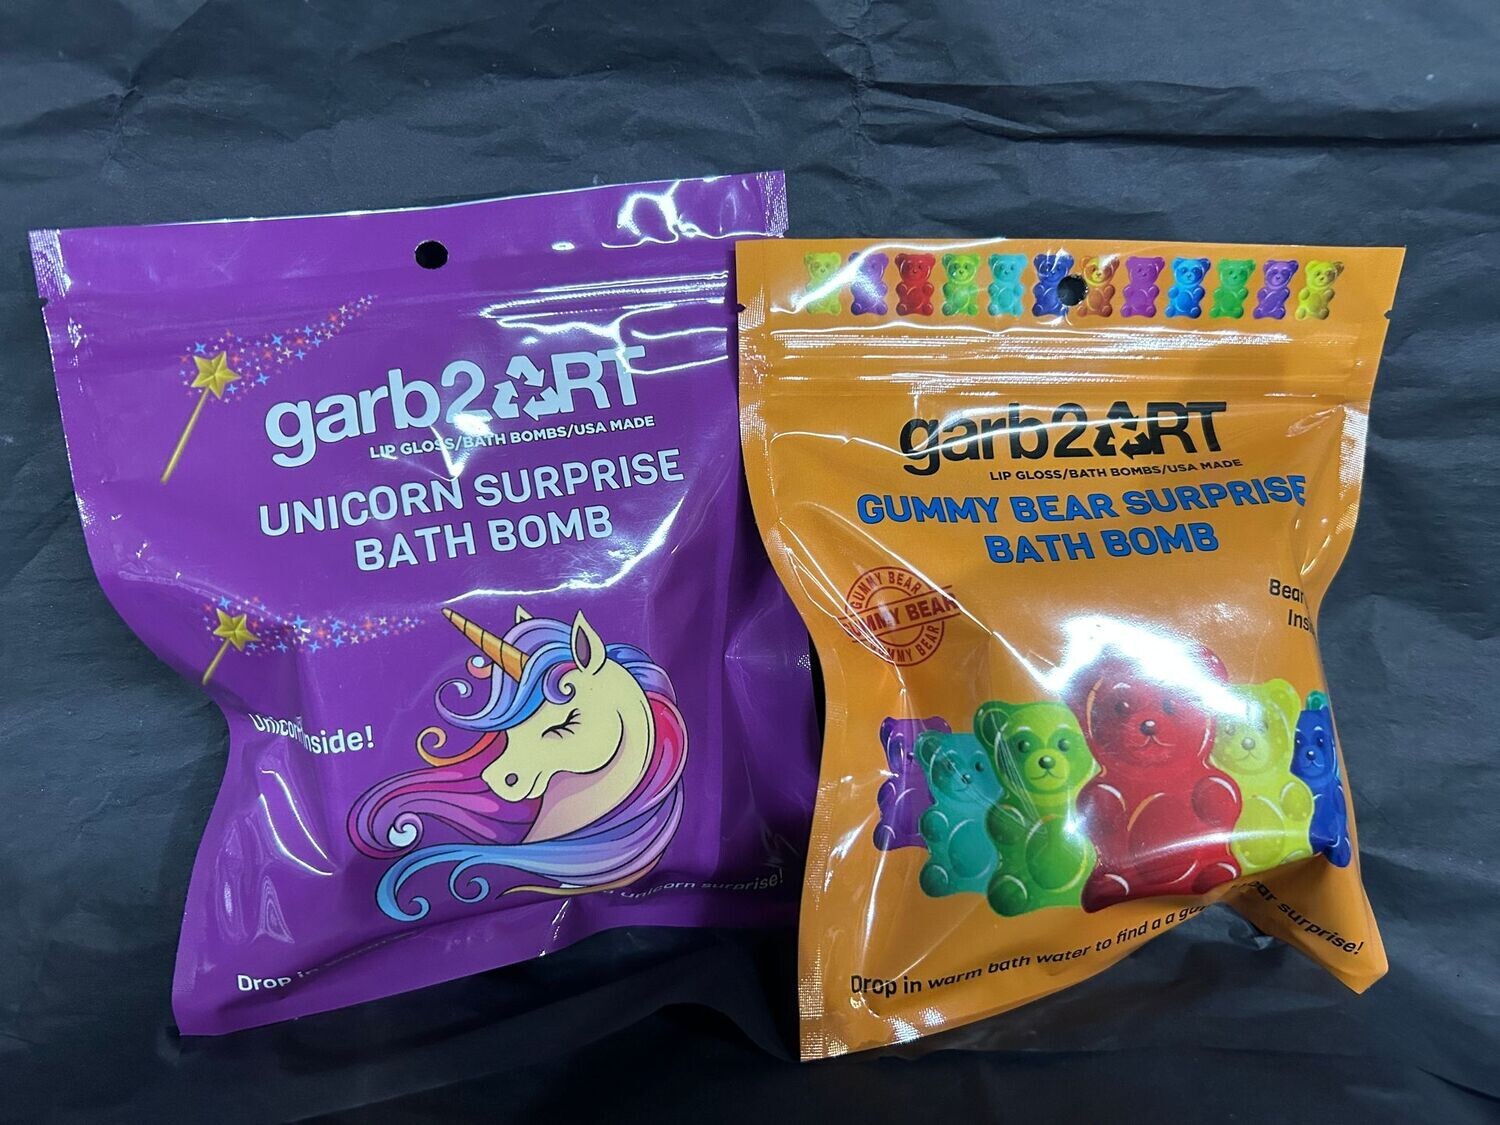 garb2ART
LIP GLOSS/BATH BOMBS/USA MADE
UNICORN SURPRISE
BATH BOMB
Unicorn Inside!
Drop in
unicorn surprise!
garb2ART
LIP GLOSS/BATH BOMBS/USA MADE
GUMMY BEAR SURPRISE
BATH BOMB
GUMMY BEAR
GUMMY BEAR
GUMMY BEAR
Bear
Drop in warm bath water to find a a surprise!